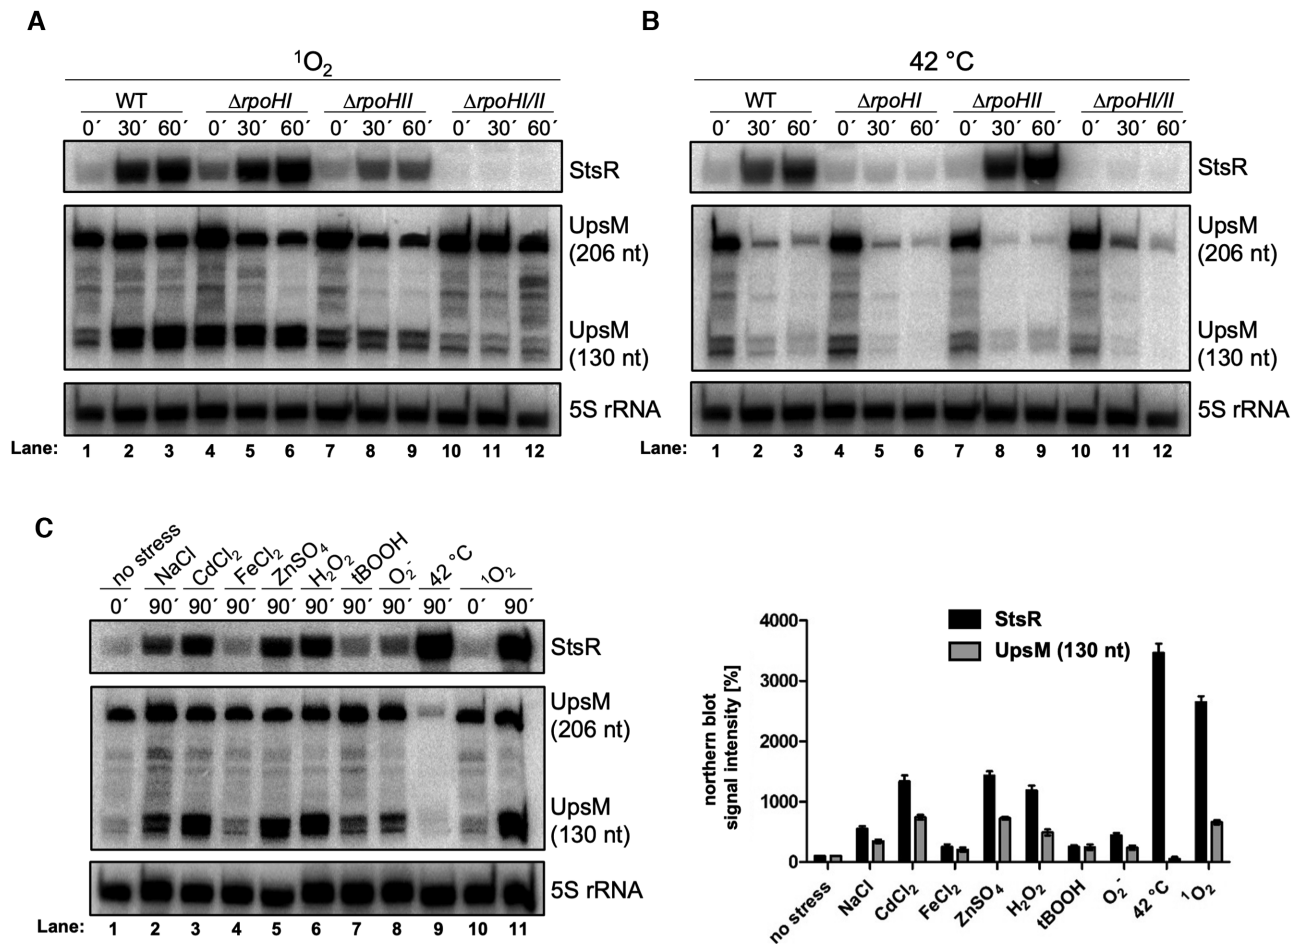 A
¹O₂
WT ΔrpoHI ΔrpoHII ΔrpoHI/II
0´ 30´ 60´ 0´ 30´ 60´ 0´ 30´ 60´ 0´ 30´ 60´
StsR
UpsM
(206 nt)
UpsM
(130 nt)
5S rRNA
Lane: 1 2 3 4 5 6 7 8 9 10 11 12
B
42 °C
WT ΔrpoHI ΔrpoHII ΔrpoHI/II
0´ 30´ 60´ 0´ 30´ 60´ 0´ 30´ 60´ 0´ 30´ 60´
StsR
UpsM
(206 nt)
UpsM
(130 nt)
5S rRNA
Lane: 1 2 3 4 5 6 7 8 9 10 11 12
C
no stress NaCl CdCl₂ FeCl₂ ZnSO₄ H₂O₂ tBOOH O₂⁻ 42 °C ¹O₂
0´ 90´ 90´ 90´ 90´ 90´ 90´ 90´ 90´ 0´ 90´
StsR
UpsM
(206 nt)
UpsM
(130 nt)
5S rRNA
Lane: 1 2 3 4 5 6 7 8 9 10 11
northern blot
signal intensity [%]
4000
3000
2000
1000
0
StsR
UpsM (130 nt)
no stress NaCl CdCl₂ FeCl₂ ZnSO₄ H₂O₂ tBOOH O₂⁻ 42 °C ¹O₂